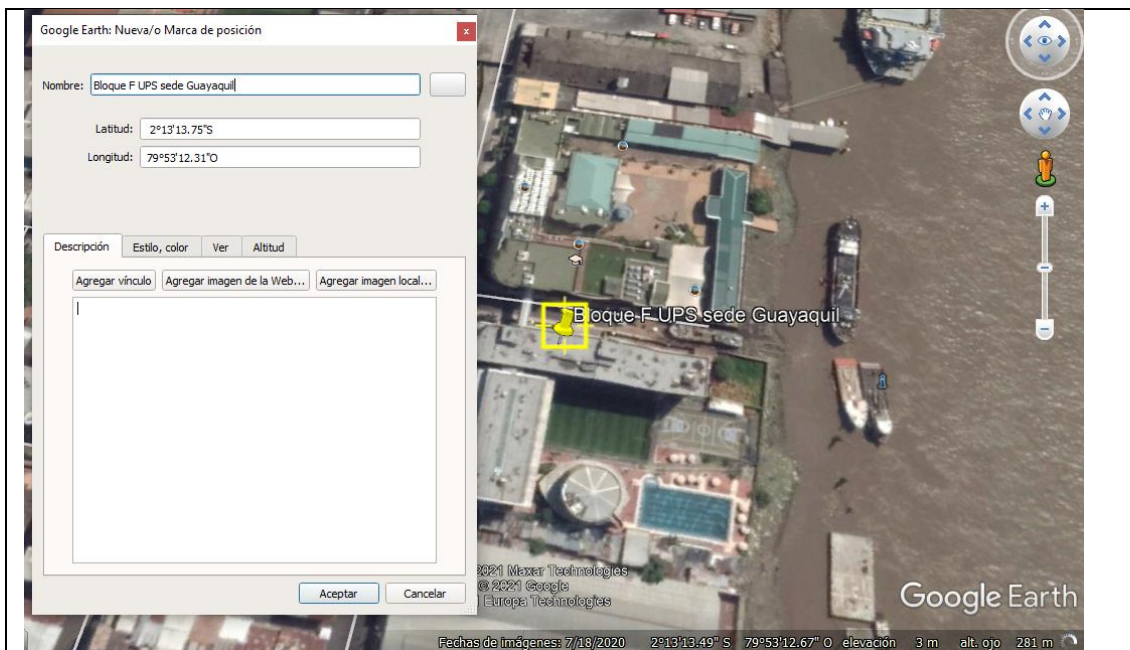 Google Earth: Nueva/o Marca de posición
x
Nombre: Bloque F UPS sede Guayaquil
Latitud: 2°13'13.75"S
Longitud: 79°53'12.31"O
Descripción Estilo, color Ver Altitud
Agregar vínculo Agregar imagen de la Web... Agregar imagen local...
Aceptar Cancelar
Bloque F UPS sede Guayaquil
2021 Maxar Technologies
© 2021 Google
Europa Technologies
Google Earth
Fechas de imágenes: 7/18/2020 2°13'13.49" S 79°53'12.67" O elevación 3 m alt. ojo 281 m